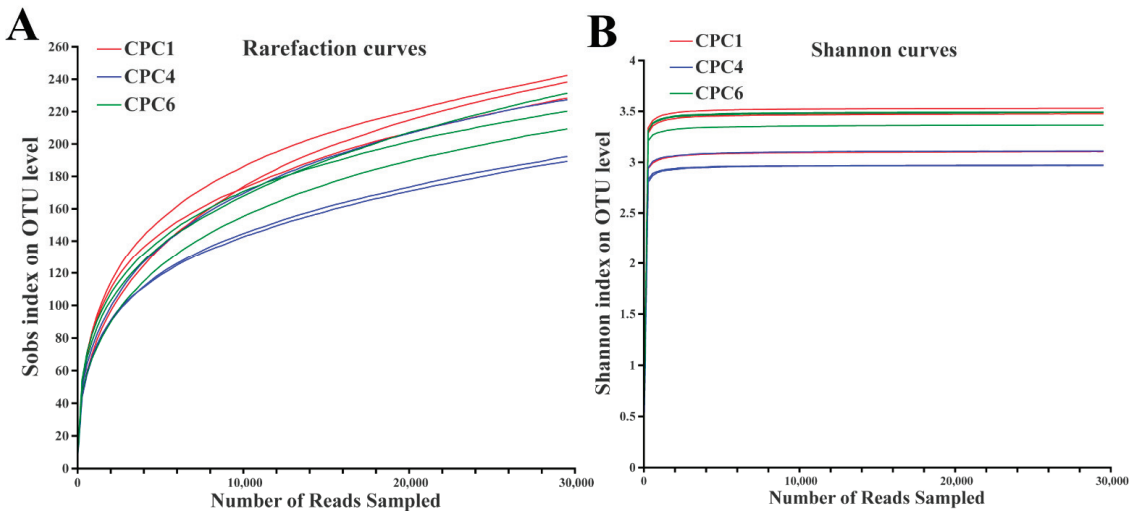 A
Rarefaction curves
CPC1
CPC4
CPC6
Sobs index on OTU level
260
240
220
200
180
160
140
120
100
80
60
40
20
0
0
10,000
20,000
30,000
Number of Reads Sampled
B
Shannon curves
CPC1
CPC4
CPC6
Shannon index on OTU level
4
3.5
3
2.5
2
1.5
1
0.5
0
0
10,000
20,000
30,000
Number of Reads Sampled